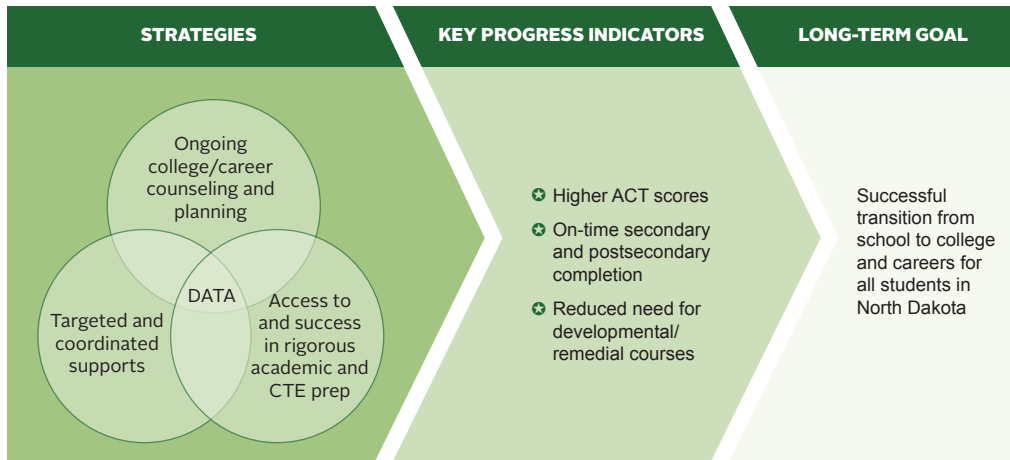 STRATEGIES
Ongoing
college/career
counseling and
planning
DATA
Targeted and
coordinated
supports
Access to
and success
in rigorous
academic and
CTE prep
KEY PROGRESS INDICATORS
Higher ACT scores
On-time secondary
and postsecondary
completion
Reduced need for
developmental/
remedial courses
LONG-TERM GOAL
Successful
transition from
school to college
and careers for
all students in
North Dakota